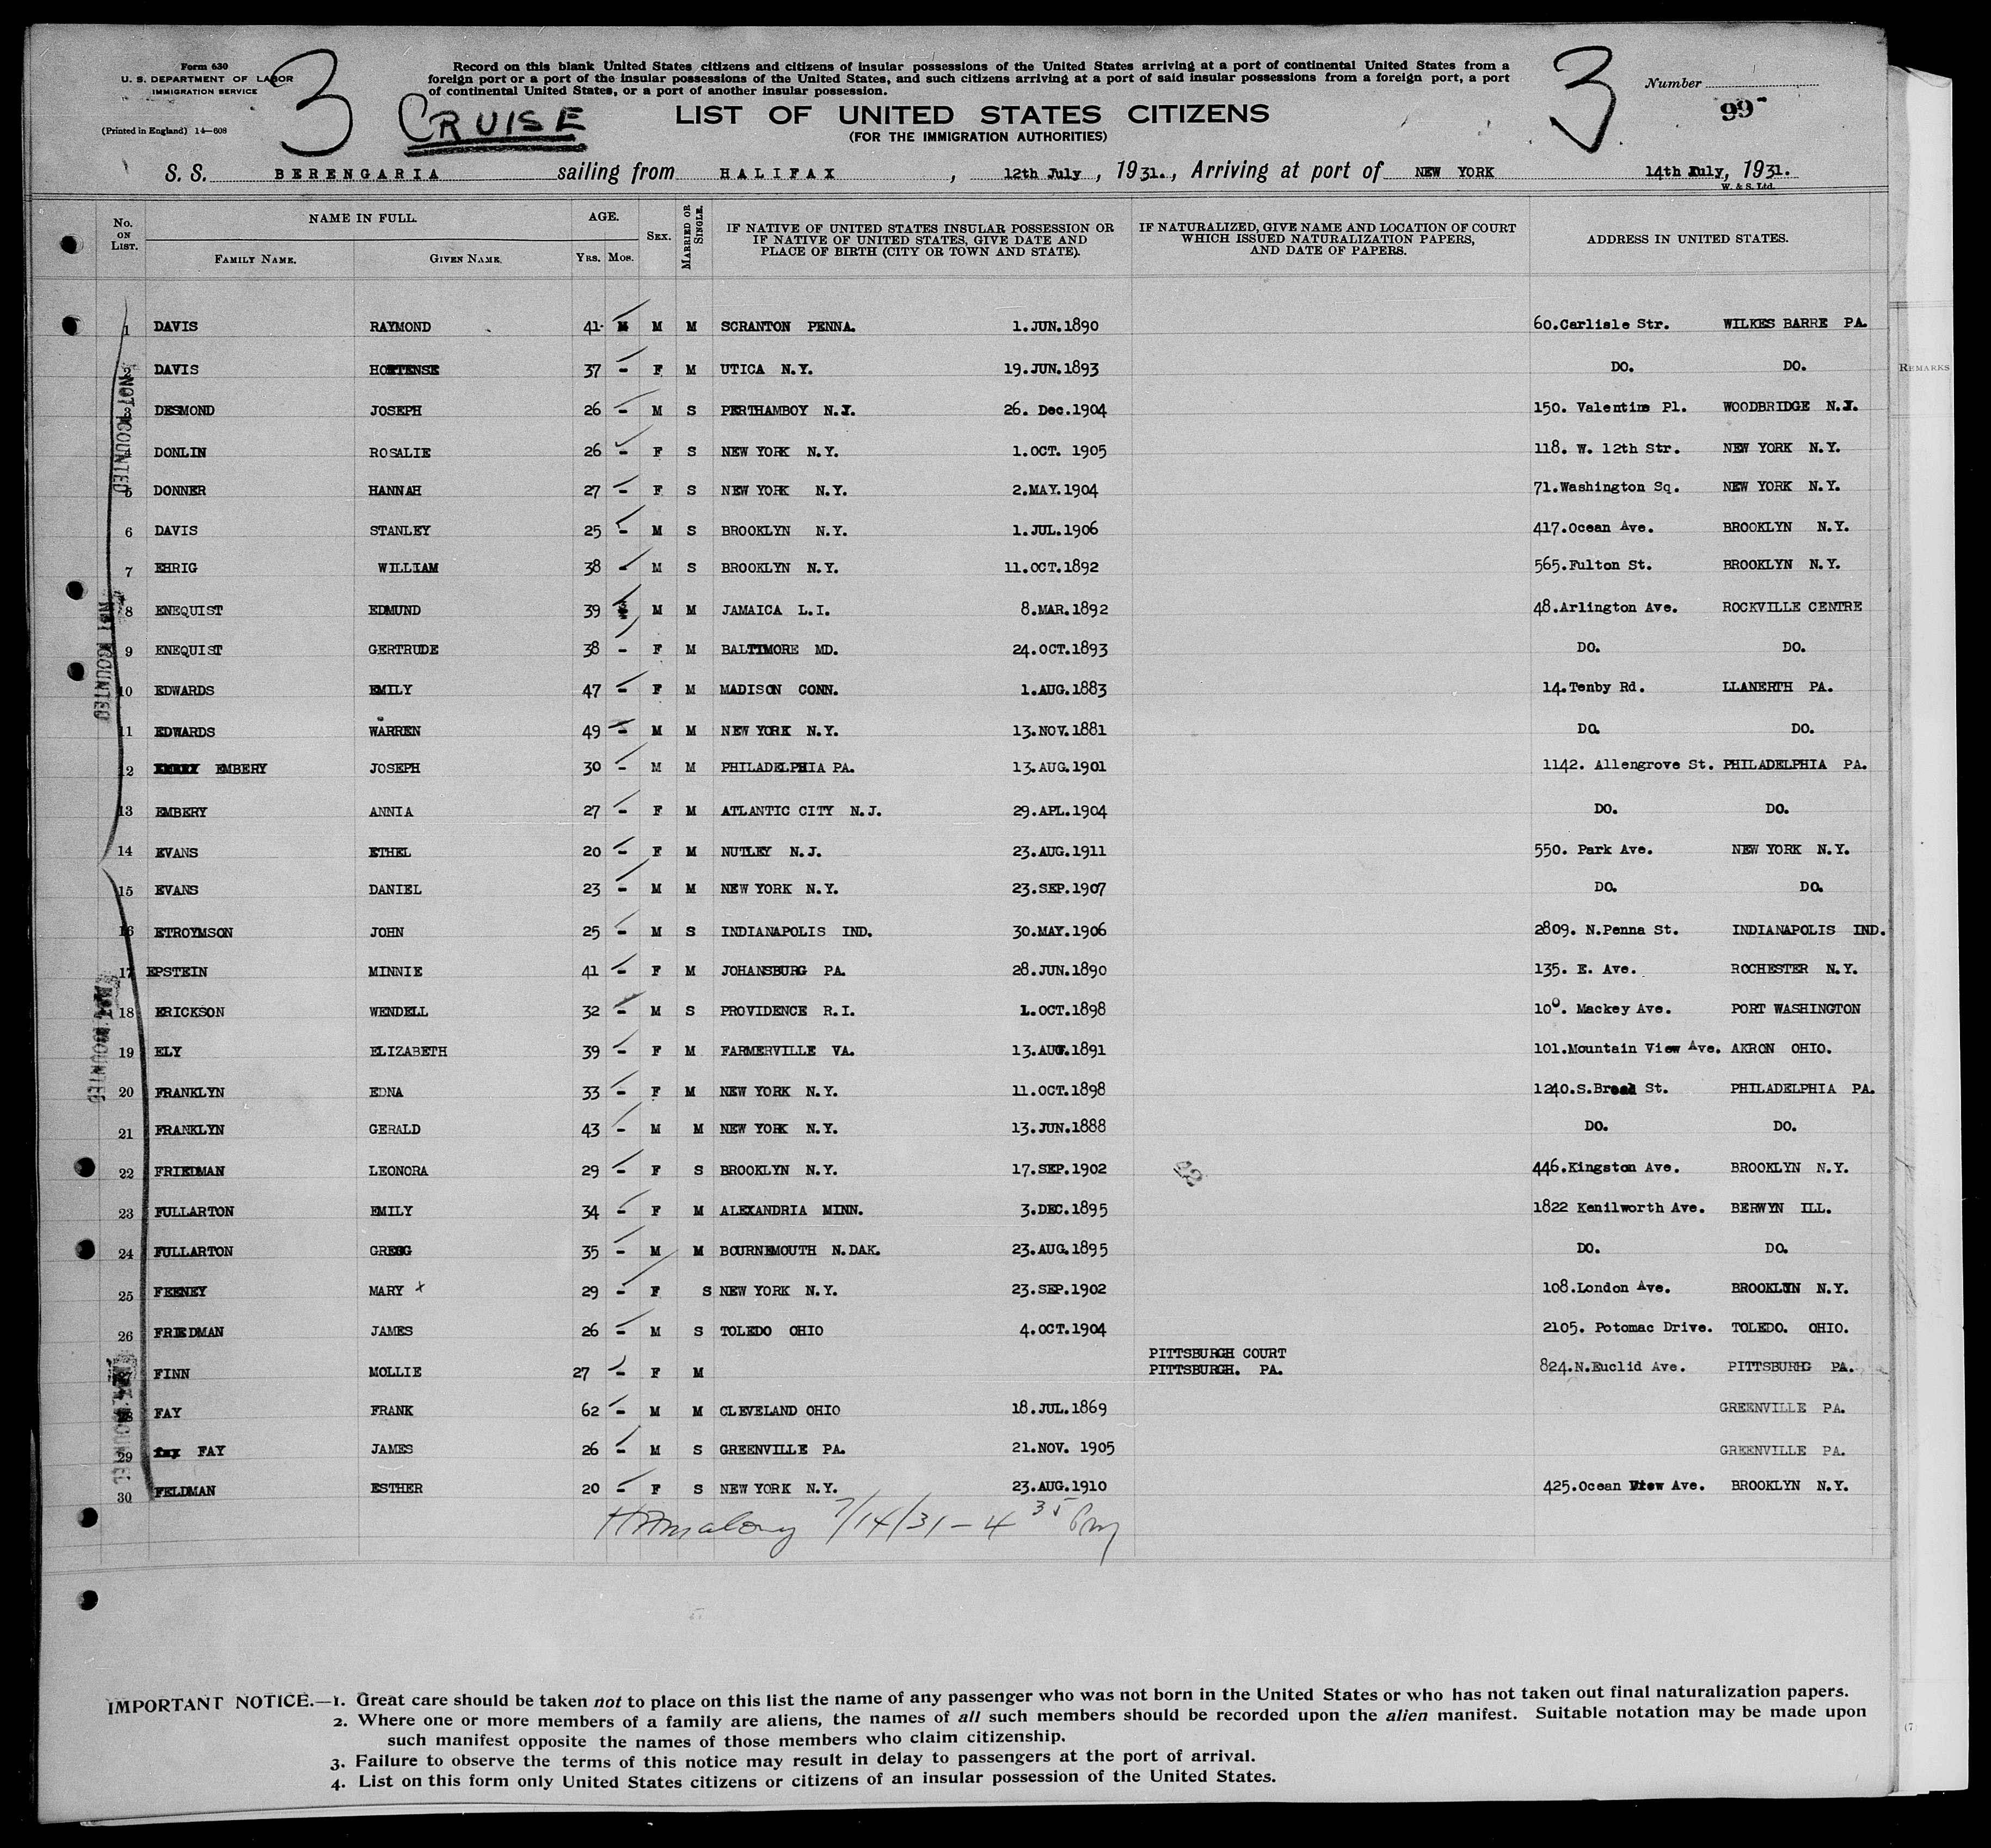 Form 630
U. S. DEPARTMENT OF LABOR
IMMIGRATION SERVICE
(Printed in England) 14—608
3
CRUISE
Record on this blank United States citizens and citizens of insular possessions of the United States arriving at a port of continental United States from a
foreign port or a port of the insular possessions of the United States, and such citizens arriving at a port of said insular possessions from a foreign port, a port
of continental United States, or a port of another insular possession.
LIST OF UNITED STATES CITIZENS
(FOR THE IMMIGRATION AUTHORITIES)
3
Number
99
S. S. BERENGARIA sailing from HALIFAX, 12th July, 1931., Arriving at port of NEW YORK 14th July, 1931.
W. & S. Ltd.
No. ON LIST. NAME IN FULL. FAMILY NAME. GIVEN NAME. AGE. YRS. MOS. SEX. MARRIED OR SINGLE. IF NATIVE OF UNITED STATES INSULAR POSSESSION OR IF NATIVE OF UNITED STATES, GIVE DATE AND PLACE OF BIRTH (CITY OR TOWN AND STATE). IF NATURALIZED, GIVE NAME AND LOCATION OF COURT WHICH ISSUED NATURALIZATION PAPERS, AND DATE OF PAPERS. ADDRESS IN UNITED STATES.
REMARKS
1 DAVIS RAYMOND 41 M M SCRANTON PENNA. 1.JUN.1890 60.Carlisle Str. WILKES BARRE PA.
2 DAVIS HORTENSE 37 - F M UTICA N.Y. 19.JUN.1893 DO. DO.
3 DESMOND JOSEPH 26 - M S PERTHAMBOY N.J. 26. Dec.1904 150. Valentine Pl. WOODBRIDGE N.J.
4 DONLIN ROSALIE 26 - F S NEW YORK N.Y. 1.OCT. 1905 118. W. 12th Str. NEW YORK N.Y.
5 DONNER HANNAH 27 - F S NEW YORK N.Y. 2.MAY.1904 71.Washington Sq. NEW YORK N.Y.
6 DAVIS STANLEY 25 - M S BROOKLYN N.Y. 1.JUL.1906 417.Ocean Ave. BROOKLYN N.Y.
7 EHRIG WILLIAM 38 - M S BROOKLYN N.Y. 11.OCT.1892 565.Fulton St. BROOKLYN N.Y.
8 ENEQUIST EDMUND 39 M M JAMAICA L.I. 8.MAR.1892 48.Arlington Ave. ROCKVILLE CENTRE
9 ENEQUIST GERTRUDE 38 - F M BALTIMORE MD. 24.OCT.1893 DO. DO.
10 EDWARDS EMILY 47 - F M MADISON CONN. 1.AUG.1883 14.Tenby Rd. LLANERTH PA.
11 EDWARDS WARREN 49 - M M NEW YORK N.Y. 13.NOV.1881 DO. DO.
12 EMBERY JOSEPH 30 - M M PHILADELPHIA PA. 13.AUG.1901 1142. Allengrove St. PHILADELPHIA PA.
13 EMBERY ANNIA 27 - F M ATLANTIC CITY N.J. 29.APL.1904 DO. DO.
14 EVANS ETHEL 20 - F M NUTLEY N.J. 23.AUG.1911 550. Park Ave. NEW YORK N.Y.
15 EVANS DANIEL 23 - M M NEW YORK N.Y. 23.SEP.1907 DO. DO.
16 ETROYMSON JOHN 25 - M S INDIANAPOLIS IND. 30.MAY.1906 2809. N.Penna St. INDIANAPOLIS IND.
17 EPSTEIN MINNIE 41 - F M JOHANSBURG PA. 28.JUN.1890 135. E. Ave. ROCHESTER N.Y.
18 ERICKSON WENDELL 32 - M S PROVIDENCE R.I. 1.OCT.1898 100. Mackey Ave. PORT WASHINGTON
19 ELY ELIZABETH 39 - F M FARMERVILLE VA. 13.AUG.1891 101.Mountain View Ave. AKRON OHIO.
20 FRANKLYN EDNA 33 - F M NEW YORK N.Y. 11.OCT.1898 1240.S.Broad St. PHILADELPHIA PA.
21 FRANKLYN GERALD 43 - M M NEW YORK N.Y. 13.JUN.1888 DO. DO.
22 FRIEDMAN LEONORA 29 - F S BROOKLYN N.Y. 17.SEP.1902 446.Kingston Ave. BROOKLYN N.Y.
23 FULLARTON EMILY 34 - F M ALEXANDRIA MINN. 3.DEC.1895 1822 Kenilworth Ave. BERWYN ILL.
24 FULLARTON GREGG 35 - M M BOURNEMOUTH N.DAK. 23.AUG.1895 DO. DO.
25 FEENEY MARY x 29 - F S NEW YORK N.Y. 23.SEP.1902 108.London Ave. BROOKLYN N.Y.
26 FRIEDMAN JAMES 26 - M S TOLEDO OHIO 4.OCT.1904 2105. Potomac Drive. TOLEDO. OHIO.
27 FINN MOLLIE 27 - F M PITTSBURGH COURT PITTSBURGH. PA. 824.N.Euclid Ave. PITTSBURHG PA.
28 FAY FRANK 62 - M M CLEVELAND OHIO 18.JUL.1869 GREENVILLE PA.
29 fay FAY JAMES 26 - M S GREENVILLE PA. 21.NOV. 1905 GREENVILLE PA.
30 FELDMAN ESTHER 20 - F S NEW YORK N.Y. 23.AUG.1910 425.Ocean View Ave. BROOKLYN N.Y.
NOT COUNTED
NOT COUNTED
NOT COUNTED
NOT COUNTED
7/14/31 - 4 35 Pm
IMPORTANT NOTICE.—1. Great care should be taken not to place on this list the name of any passenger who was not born in the United States or who has not taken out final naturalization papers.
2. Where one or more members of a family are aliens, the names of all such members should be recorded upon the alien manifest. Suitable notation may be made upon
such manifest opposite the names of those members who claim citizenship.
3. Failure to observe the terms of this notice may result in delay to passengers at the port of arrival.
4. List on this form only United States citizens or citizens of an insular possession of the United States.